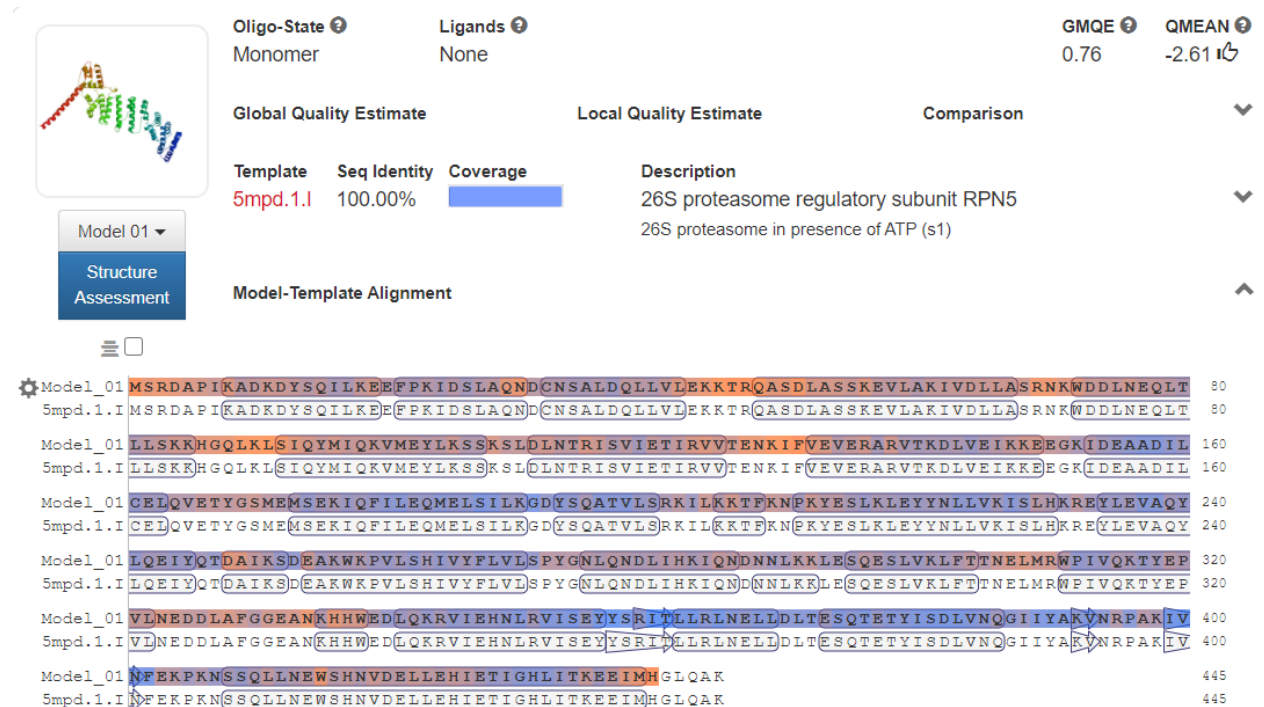 Oligo-State Ligands GMQE QMEAN
Monomer None 0.76 -2.61
Global Quality Estimate Local Quality Estimate Comparison
Template Seq Identity Coverage Description
5mpd.1.I 100.00% 26S proteasome regulatory subunit RPN5
26S proteasome in presence of ATP (s1)
Model 01
Structure
Assessment
Model-Template Alignment
Model_01 MSRDAPIKADKDYSQILKEEFPKIDSLAQNDCNSALDQLLVLEKKTRQASDLASSKEVLAKIVDLLASRNKWDDLNEQLT 80
5mpd.1.I MSRDAPIKADKDYSQILKEEFPKIDSLAQNDCNSALDQLLVLEKKTRQASDLASSKEVLAKIVDLLASRNKWDDLNEQLT 80
Model_01 LLSKKHGQLKLSIQYMIQKVMEYLKSSKSLDLNTRISVIETIRVVTENKIFVEVERARVTKDLVEIKKEEGKIDEAADIL 160
5mpd.1.I LLSKKHGQLKLSIQYMIQKVMEYLKSSKSLDLNTRISVIETIRVVTENKIFVEVERARVTKDLVEIKKEEGKIDEAADIL 160
Model_01 CELQVETYGSMEMSEKIQFILEQMELSILKGDYSQATVLSRKILKKTFKNPKYESLKLEYYNLLVKISLHKREYLEVAQY 240
5mpd.1.I CELQVETYGSMEMSEKIQFILEQMELSILKGDYSQATVLSRKILKKTFKNPKYESLKLEYYNLLVKISLHKREYLEVAQY 240
Model_01 LQEIYQTDAIKSDEAKWKPVLSHIVYFLVLSPYGNLQNDLIHKIQNDNNLKKLESQESLVKLFTTNELMRWPIVQKTYEP 320
5mpd.1.I LQEIYQTDAIKSDEAKWKPVLSHIVYFLVLSPYGNLQNDLIHKIQNDNNLKKLESQESLVKLFTTNELMRWPIVQKTYEP 320
Model_01 VLNEDDLAFGGEANKHHWEDLQKRVIEHNLRVISEYYSRITLLRLNELLDLTESQTETYISDLVNQGIIYAKVNRPAKIV 400
5mpd.1.I VLNEDDLAFGGEANKHHWEDLQKRVIEHNLRVISEYYSRITLLRLNELLDLTESQTETYISDLVNQGIIYAKVNRPAKIV 400
Model_01 NFEKPKNSSQLLNEWSHNVDELLEHIETIGHLITKEEIMHGLQAK 445
5mpd.1.I NFEKPKNSSQLLNEWSHNVDELLEHIETIGHLITKEEIMHGLQAK 445